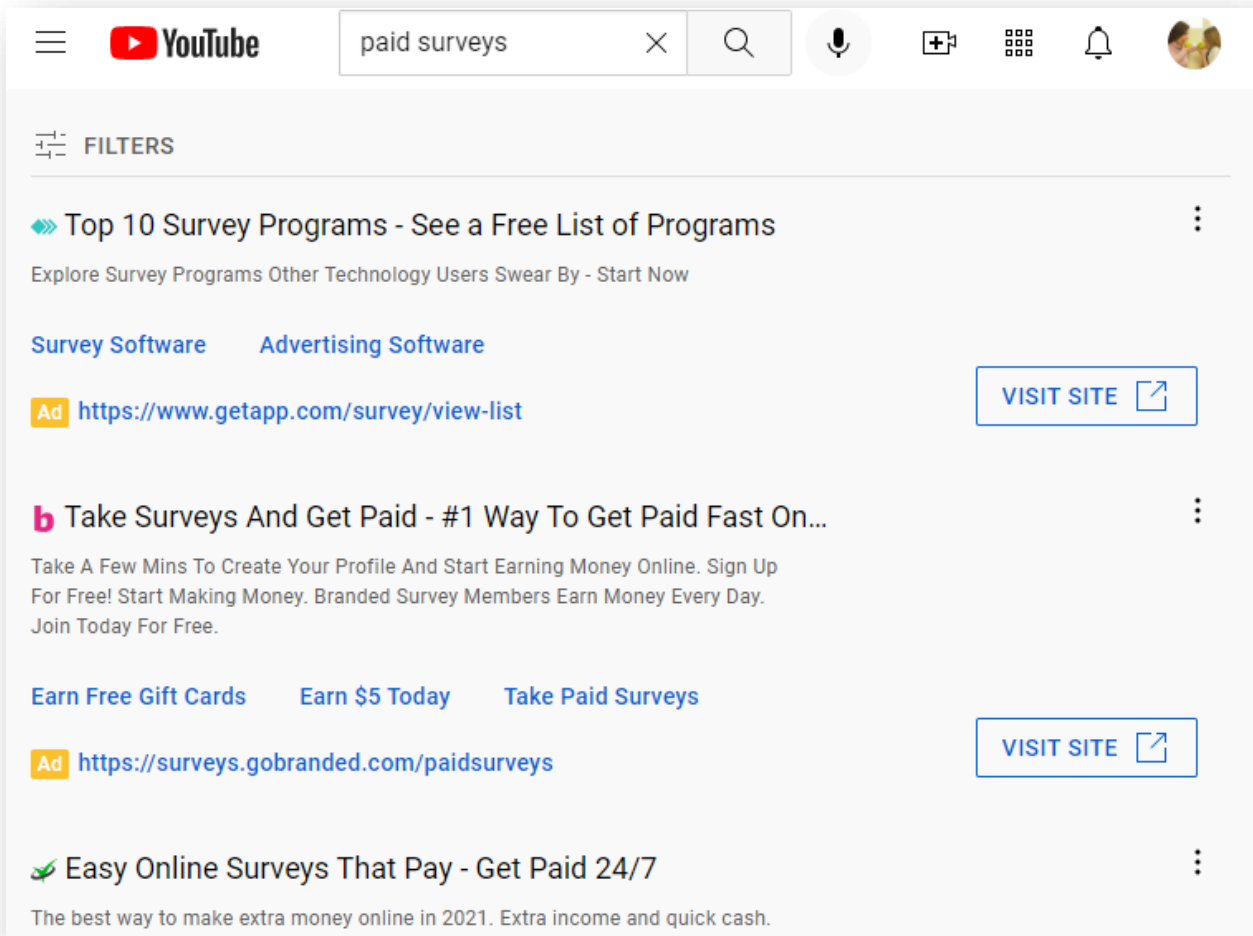 YouTube
paid surveys
FILTERS
Top 10 Survey Programs - See a Free List of Programs
Explore Survey Programs Other Technology Users Swear By - Start Now
Survey Software Advertising Software
VISIT SITE
Ad https://www.getapp.com/survey/view-list
b Take Surveys And Get Paid - #1 Way To Get Paid Fast On...
Take A Few Mins To Create Your Profile And Start Earning Money Online. Sign Up
For Free! Start Making Money. Branded Survey Members Earn Money Every Day.
Join Today For Free.
Earn Free Gift Cards Earn $5 Today Take Paid Surveys
VISIT SITE
Ad https://surveys.gobranded.com/paidsurveys
Easy Online Surveys That Pay - Get Paid 24/7
The best way to make extra money online in 2021. Extra income and quick cash.